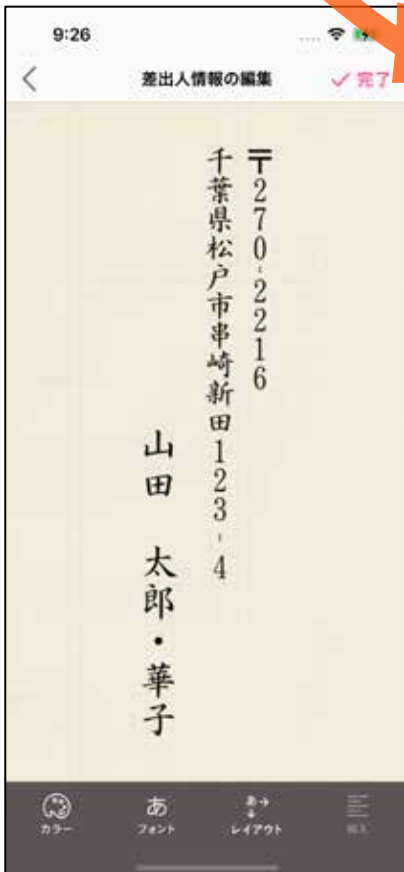 9:26
差出人情報の編集
完了
〒270-2216
千葉県松戸市串崎新田123-4
山田 太郎・華子
カラー
あ
フォント
あ
レイアウト